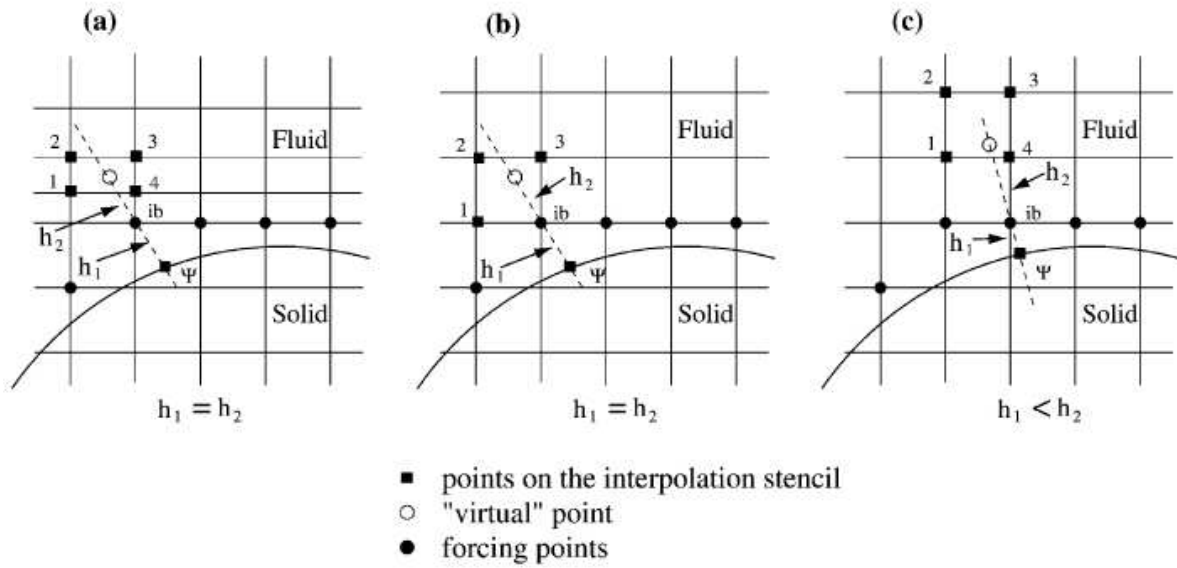 (a)
2
3
1
4
Fluid
ib
h₂
h₁
Ψ
Solid
h₁ = h₂
(b)
2
3
Fluid
h₂
1
ib
h₁
Ψ
Solid
h₁ = h₂
(c)
2
3
Fluid
1
4
h₂
ib
h₁
Ψ
Solid
h₁ < h₂
points on the interpolation stencil
"virtual" point
forcing points